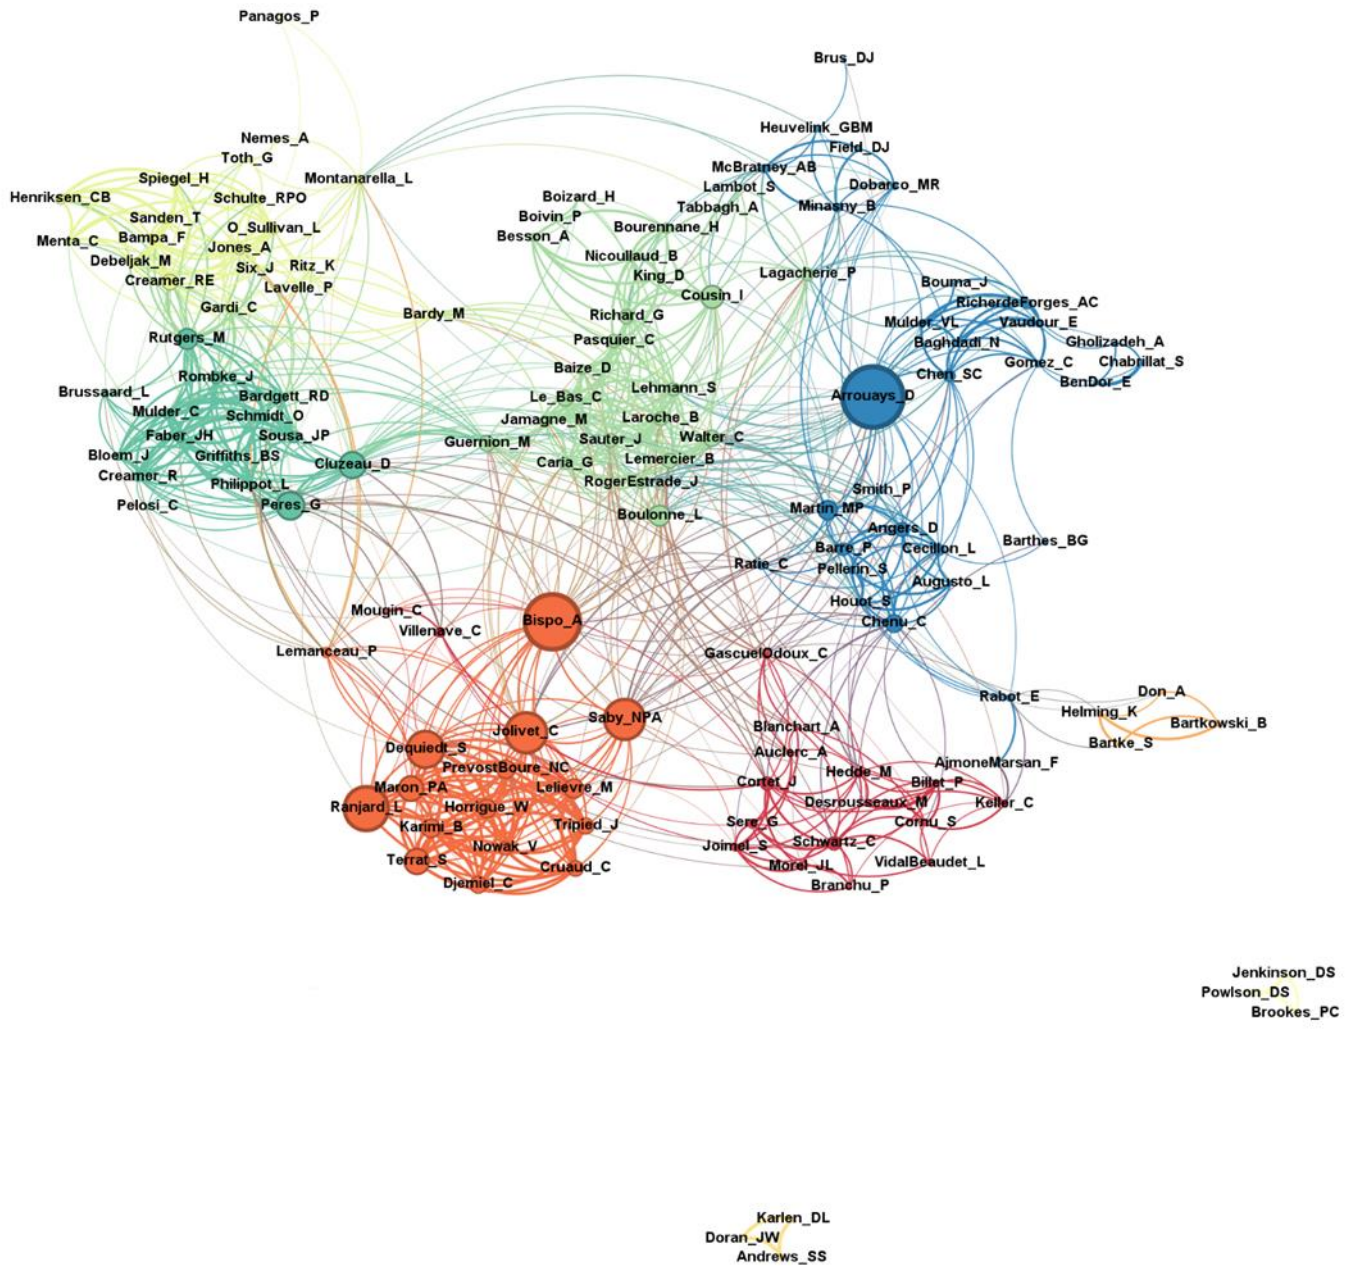 Panagos_P
Brus_DJ
Heuvelink_GBM
Nemes_A
Field_DJ
Toth_G
McBratney_AB
Spiegel_H
Montanarella_L
Lambot_S
Dobarco_MR
Henriksen_CB
Schulte_RPO
Boizard_H
Tabbagh_A
Minasny_B
Sanden_T
Boivin_P
O_Sullivan_L
Bourennane_H
Menta_C
Bampa_F
Besson_A
Jones_A
Nicoullaud_B
Debeljak_M
Six_J
Ritz_K
King_D
Lagacherie_P
Creamer_RE
Lavelle_P
Cousin_I
Bouma_J
RicherdeForges_AC
Gardi_C
Bardy_M
Richard_G
Mulder_VL
Vaudour_E
Rutgers_M
Pasquier_C
Baghdadi_N
Gholizadeh_A
Gomez_C
Chabrillat_S
Baize_D
Chen_SC
BenDor_E
Rombke_J
Lehmann_S
Brussaard_L
Bardgett_RD
Le_Bas_C
Arrouays_D
Mulder_C
Schmidt_O
Jamagne_M
Laroche_B
Faber_JH
Sousa_JP
Guernion_M
Sauter_J
Walter_C
Bloem_J
Griffiths_BS
Cluzeau_D
Caria_G
Lemercier_B
Creamer_R
Philippot_L
RogerEstrade_J
Smith_P
Pelosi_C
Peres_G
Boulonne_L
Martin_MP
Angers_D
Barre_P
Cecillon_L
Barthes_BG
Ratie_C
Pellerin_S
Augusto_L
Houot_S
Mougin_C
Bispo_A
Chenu_C
Villenave_C
Lemanceau_P
GascuelOdoux_C
Rabot_E
Don_A
Helming_K
Saby_NPA
Bartkowski_B
Jolivet_C
Blanchart_A
Dequiedt_S
Bartke_S
Auclerc_A
PrevostBoure_NC
AjmoneMarsan_F
Hedde_M
Maron_PA
Lelievre_M
Cortet_J
Billet_P
Ranjard_L
Horrigue_W
Desrousseaux_M
Keller_C
Karimi_B
Tripied_J
Sere_G
Cornu_S
Nowak_V
Joimel_S
Schwartz_C
Terrat_S
Cruaud_C
Morel_JL
VidalBeaudet_L
Djemiel_C
Branchu_P
Jenkinson_DS
Powlson_DS
Brookes_PC
Karlen_DL
Doran_JW
Andrews_SS